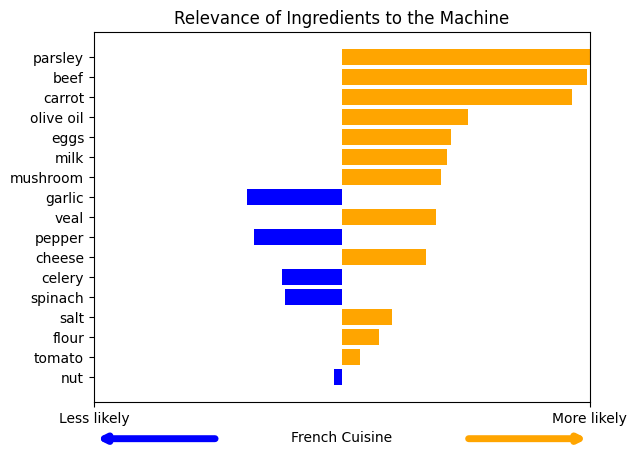 Relevance of Ingredients to the Machine
parsley
beef
carrot
olive oil
eggs
milk
mushroom
garlic
veal
pepper
cheese
celery
spinach
salt
flour
tomato
nut
Less likely
More likely
French Cuisine